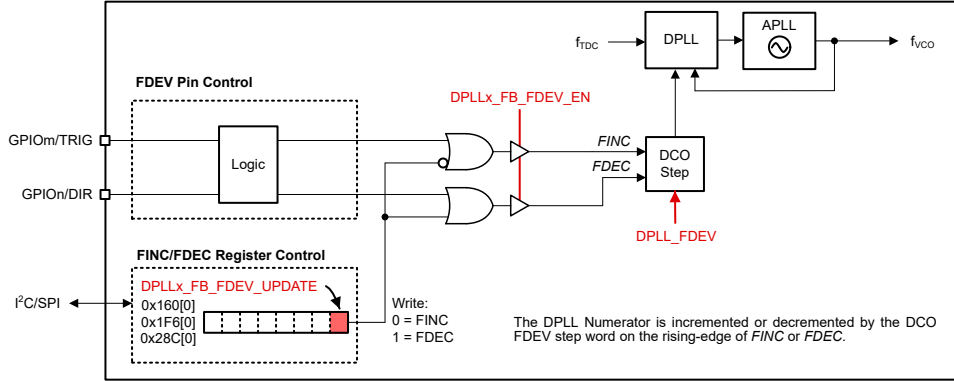 f_TDC
DPLL
APLL
f_VCO
FDEV Pin Control
DPLLx_FB_FDEV_EN
GPIOm/TRIG
Logic
FINC
FDEC
DCO
Step
GPIOn/DIR
DPLL_FDEV
FINC/FDEC Register Control
DPLLx_FB_FDEV_UPDATE
I²C/SPI
0x160[0]
0x1F6[0]
0x28C[0]
Write:
0 = FINC
1 = FDEC
The DPLL Numerator is incremented or decremented by the DCO
FDEV step word on the rising-edge of FINC or FDEC.